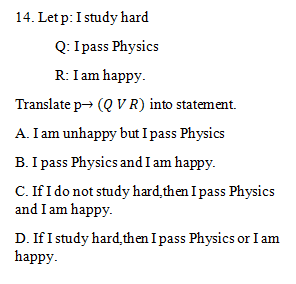 14. Let p: I study hard
Q: I pass Physics
R: I am happy.
Translate p→ (Q V R) into statement.
A. I am unhappy but I pass Physics
B. I pass Physics and I am happy.
C. If I do not study hard,then I pass Physics
and I am happy.
D. If I study hard,then I pass Physics or I am
happy.